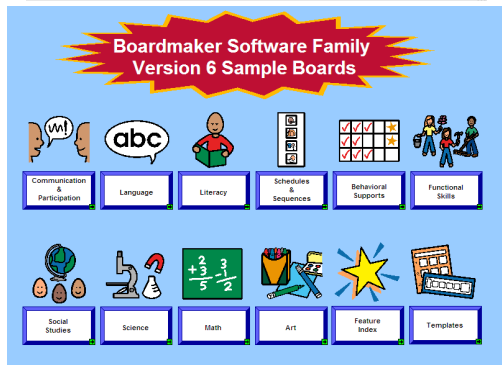 Boardmaker Software Family
Version 6 Sample Boards
m!
abc
Communication
&
Participation
Language
Literacy
Schedules
&
Sequences
Behavioral
Supports
Functional
Skills
2
+3
5
3
-1
2
Social
Studies
Science
Math
Art
Feature
Index
Templates